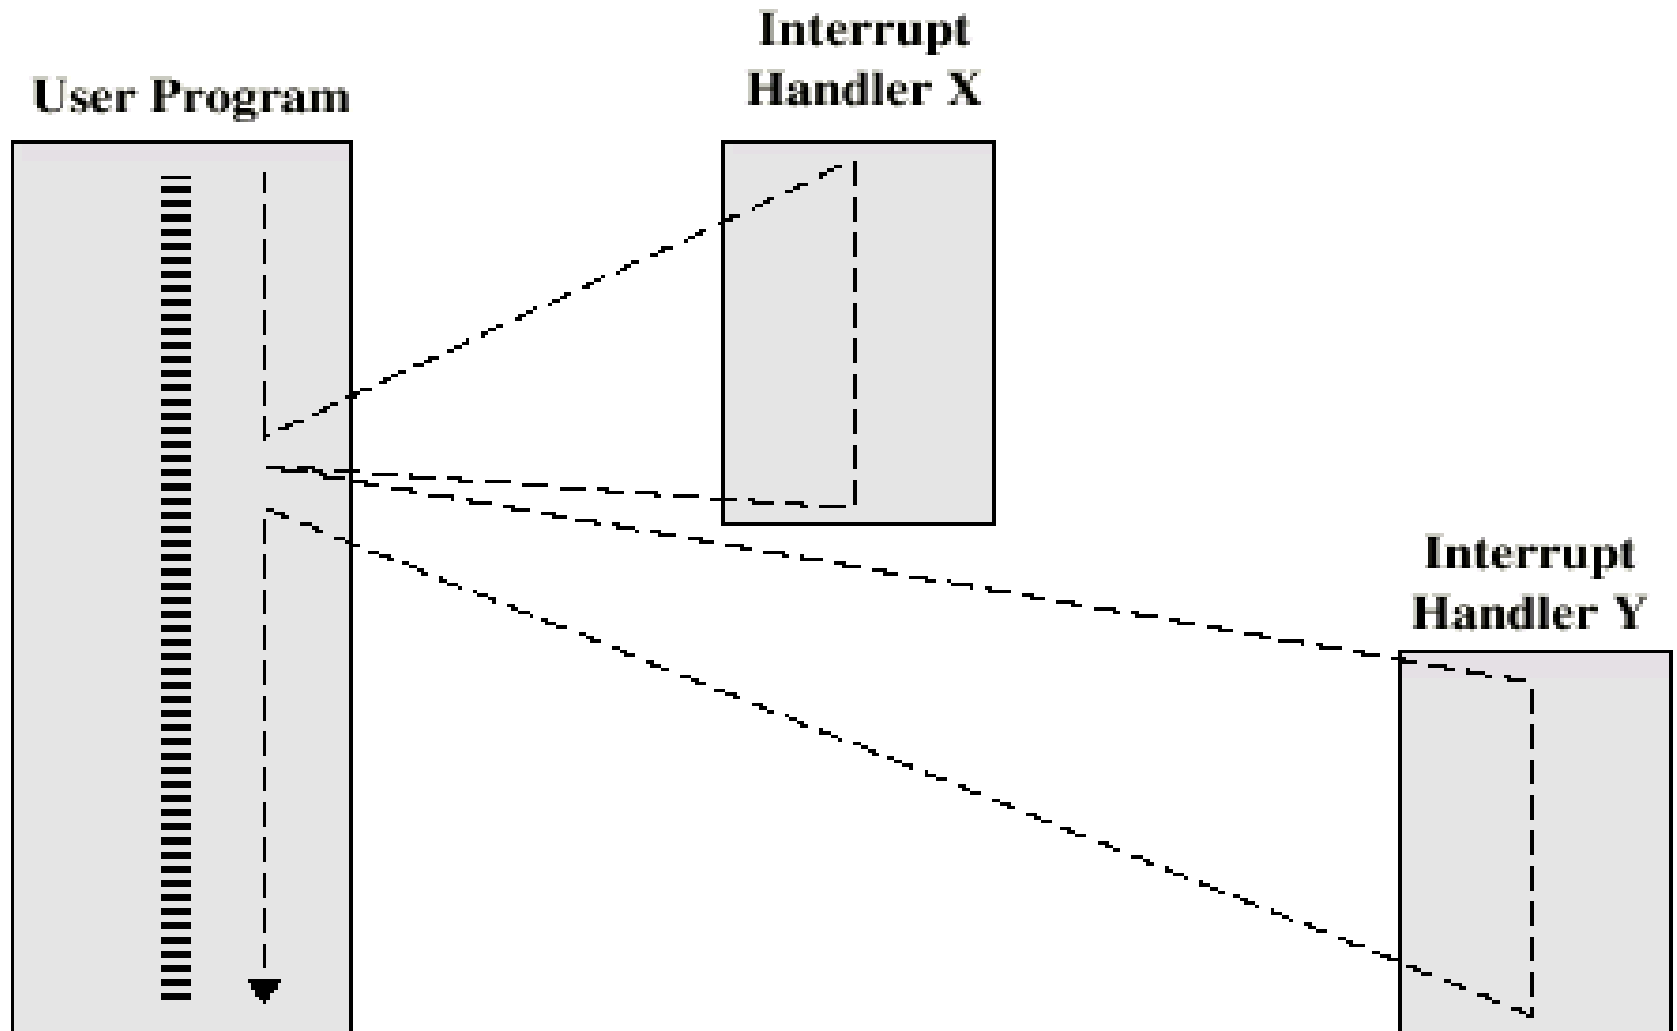 User Program
Interrupt
Handler X
Interrupt
Handler Y